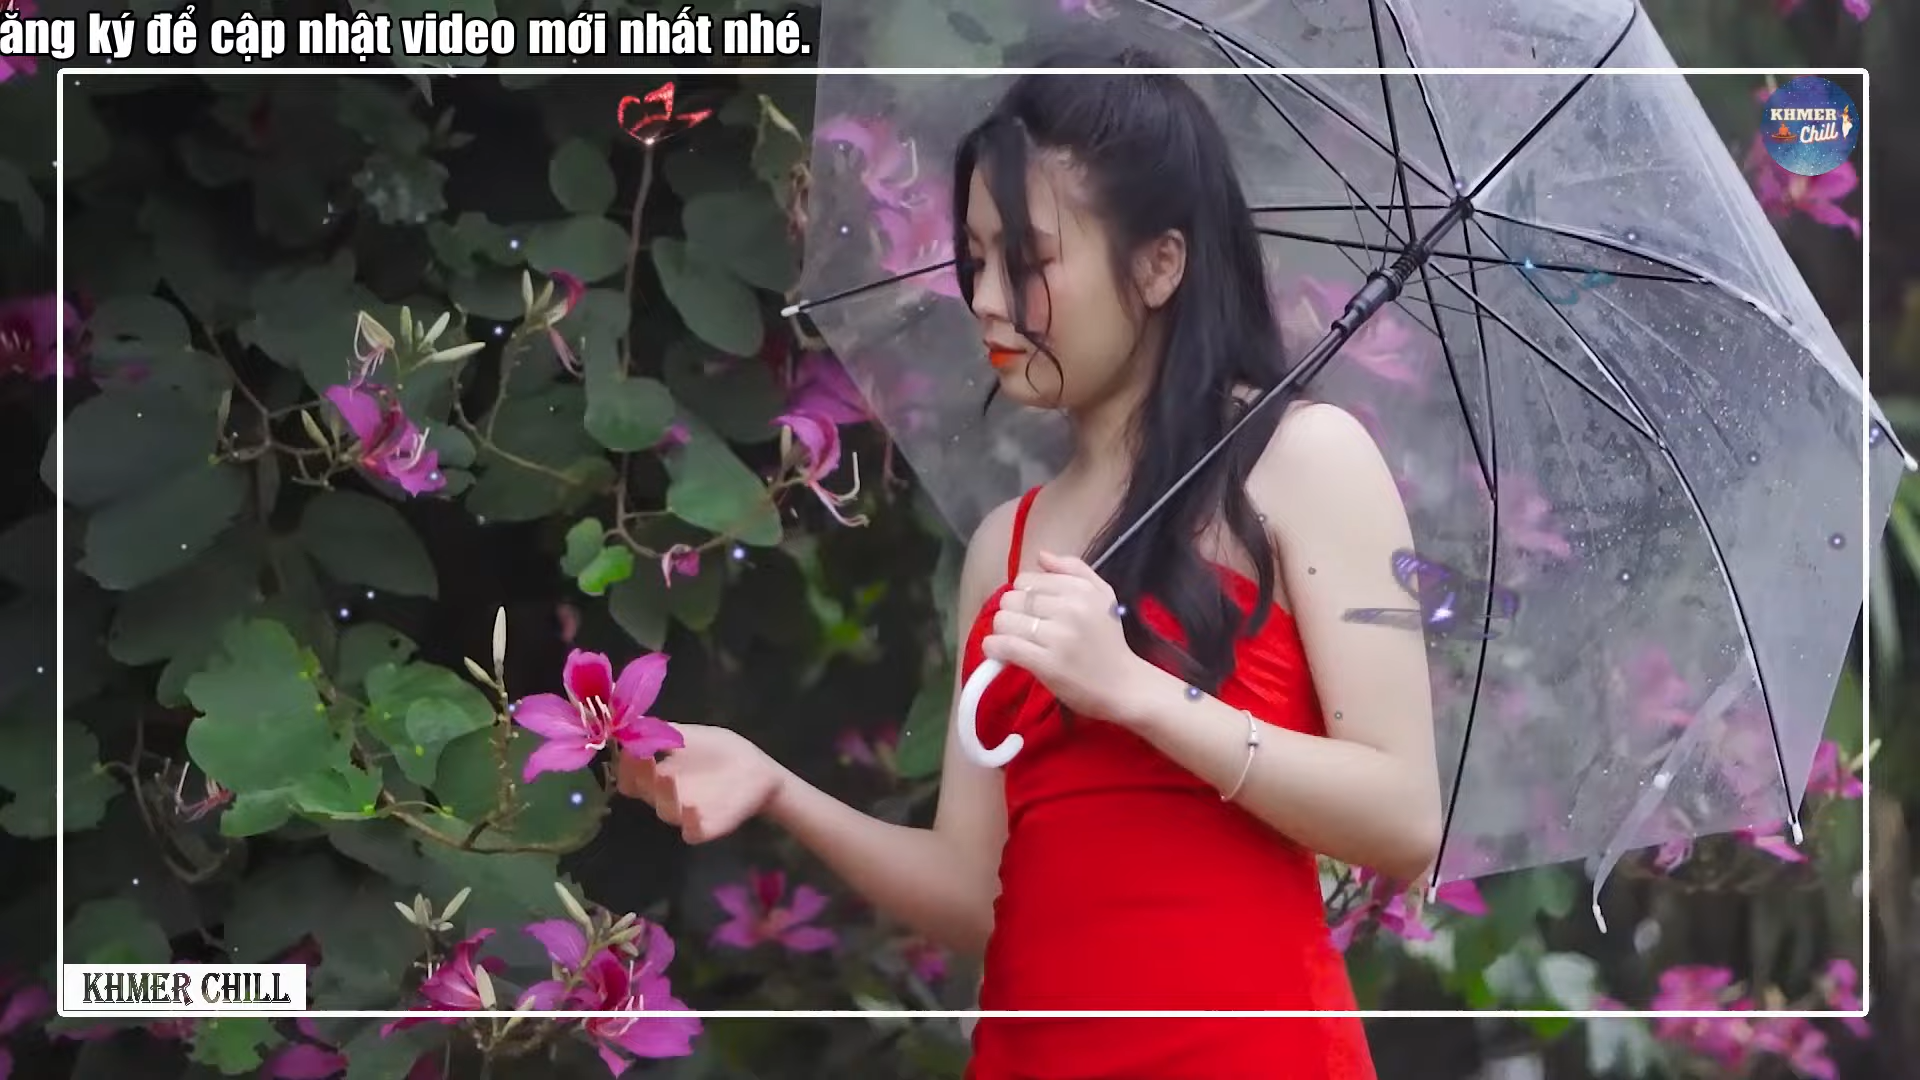 ăng ký để cập nhật video mới nhất nhé.
KHMER
Chill
KHMER CHILL